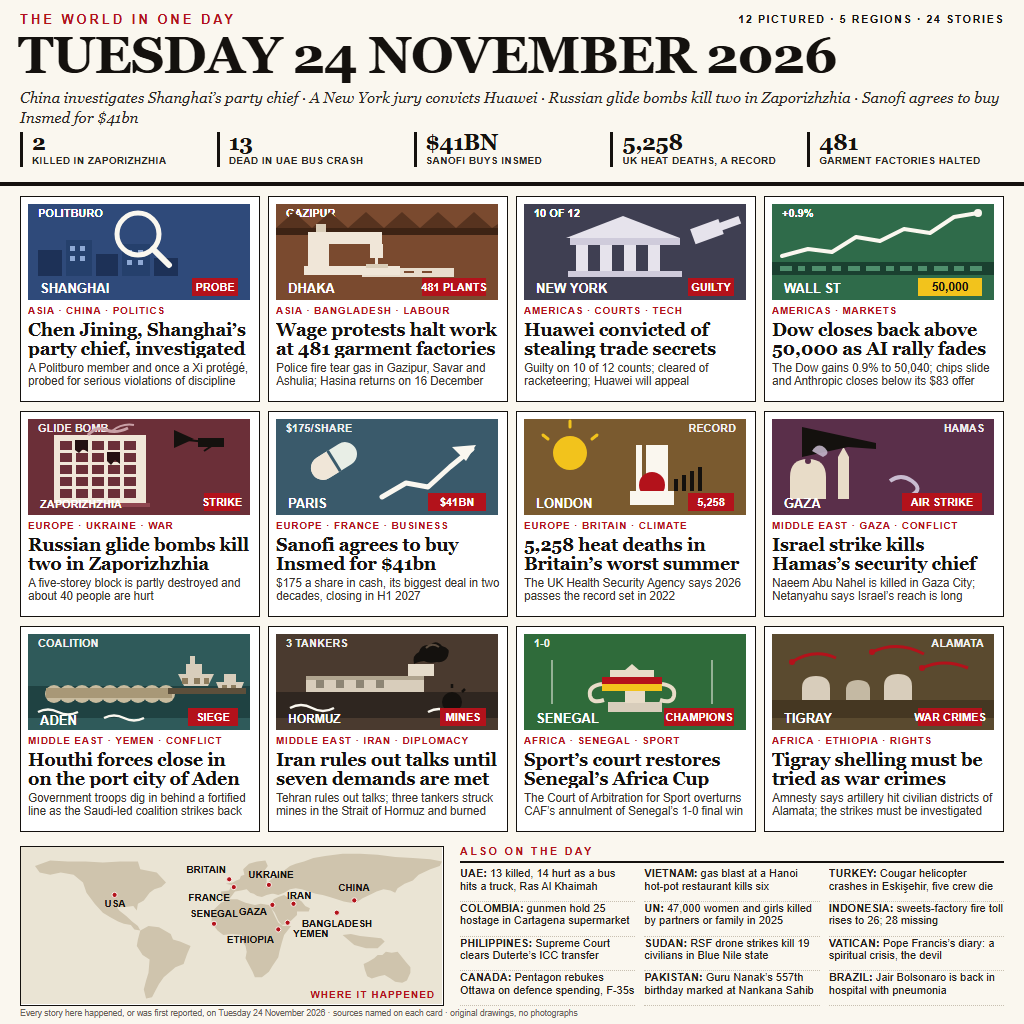 THE WORLD IN ONE DAY
12 PICTURED · 5 REGIONS · 24 STORIES
TUESDAY 24 NOVEMBER 2026
China investigates Shanghai's party chief · A New York jury convicts Huawei · Russian glide bombs kill two in Zaporizhzhia · Sanofi agrees to buy
Insmed for $41bn
2
KILLED IN ZAPORIZHZHIA
13
DEAD IN UAE BUS CRASH
$41BN
SANOFI BUYS INSMED
5,258
UK HEAT DEATHS, A RECORD
481
GARMENT FACTORIES HALTED
POLITBURO
SHANGHAI
PROBE
ASIA · CHINA · POLITICS
Chen Jining, Shanghai's
party chief, investigated
A Politburo member and once a Xi protégé,
probed for serious violations of discipline
GAZIPUR
DHAKA
481 PLANTS
ASIA · BANGLADESH · LABOUR
Wage protests halt work
at 481 garment factories
Police fire tear gas in Gazipur, Savar and
Ashulia; Hasina returns on 16 December
10 OF 12
NEW YORK
GUILTY
AMERICAS · COURTS · TECH
Huawei convicted of
stealing trade secrets
Guilty on 10 of 12 counts; cleared of
racketeering; Huawei will appeal
+0.9%
WALL ST
50,000
AMERICAS · MARKETS
Dow closes back above
50,000 as AI rally fades
The Dow gains 0.9% to 50,040; chips slide
and Anthropic closes below its $83 offer
GLIDE BOMB
ZAPORIZHZHIA
STRIKE
EUROPE · UKRAINE · WAR
Russian glide bombs kill
two in Zaporizhzhia
A five-storey block is partly destroyed and
about 40 people are hurt
$175/SHARE
PARIS
$41BN
EUROPE · FRANCE · BUSINESS
Sanofi agrees to buy
Insmed for $41bn
$175 a share in cash, its biggest deal in two
decades, closing in H1 2027
RECORD
LONDON
5,258
EUROPE · BRITAIN · CLIMATE
5,258 heat deaths in
Britain's worst summer
The UK Health Security Agency says 2026
passes the record set in 2022
HAMAS
GAZA
AIR STRIKE
MIDDLE EAST · GAZA · CONFLICT
Israel strike kills
Hamas's security chief
Naeem Abu Nahel is killed in Gaza City;
Netanyahu says Israel's reach is long
COALITION
ADEN
SIEGE
MIDDLE EAST · YEMEN · CONFLICT
Houthi forces close in
on the port city of Aden
Government troops dig in behind a fortified
line as the Saudi-led coalition strikes back
3 TANKERS
HORMUZ
MINES
MIDDLE EAST · IRAN · DIPLOMACY
Iran rules out talks until
seven demands are met
Tehran rules out talks; three tankers struck
mines in the Strait of Hormuz and burned
1-0
SENEGAL
CHAMPIONS
AFRICA · SENEGAL · SPORT
Sport's court restores
Senegal's Africa Cup
The Court of Arbitration for Sport overturns
CAF's annulment of Senegal's 1-0 final win
ALAMATA
TIGRAY
WAR CRIMES
AFRICA · ETHIOPIA · RIGHTS
Tigray shelling must be
tried as war crimes
Amnesty says artillery hit civilian districts of
Alamata; the strikes must be investigated
BRITAIN
UKRAINE
CHINA
USA
FRANCE
IRAN
SENEGAL
GAZA
BANGLADESH
YEMEN
ETHIOPIA
WHERE IT HAPPENED
ALSO ON THE DAY
UAE: 13 killed, 14 hurt as a bus
hits a truck, Ras Al Khaimah
VIETNAM: gas blast at a Hanoi
hot-pot restaurant kills six
TURKEY: Cougar helicopter
crashes in Eskişehir, five crew die
COLOMBIA: gunmen hold 25
hostage in Cartagena supermarket
UN: 47,000 women and girls killed
by partners or family in 2025
INDONESIA: sweets-factory fire toll
rises to 26; 28 missing
PHILIPPINES: Supreme Court
clears Duterte's ICC transfer
SUDAN: RSF drone strikes kill 19
civilians in Blue Nile state
VATICAN: Pope Francis's diary: a
spiritual crisis, the devil
CANADA: Pentagon rebukes
Ottawa on defence spending, F-35s
PAKISTAN: Guru Nanak's 557th
birthday marked at Nankana Sahib
BRAZIL: Jair Bolsonaro is back in
hospital with pneumonia
Every story here happened, or was first reported, on Tuesday 24 November 2026 · sources named on each card · original drawings, no photographs